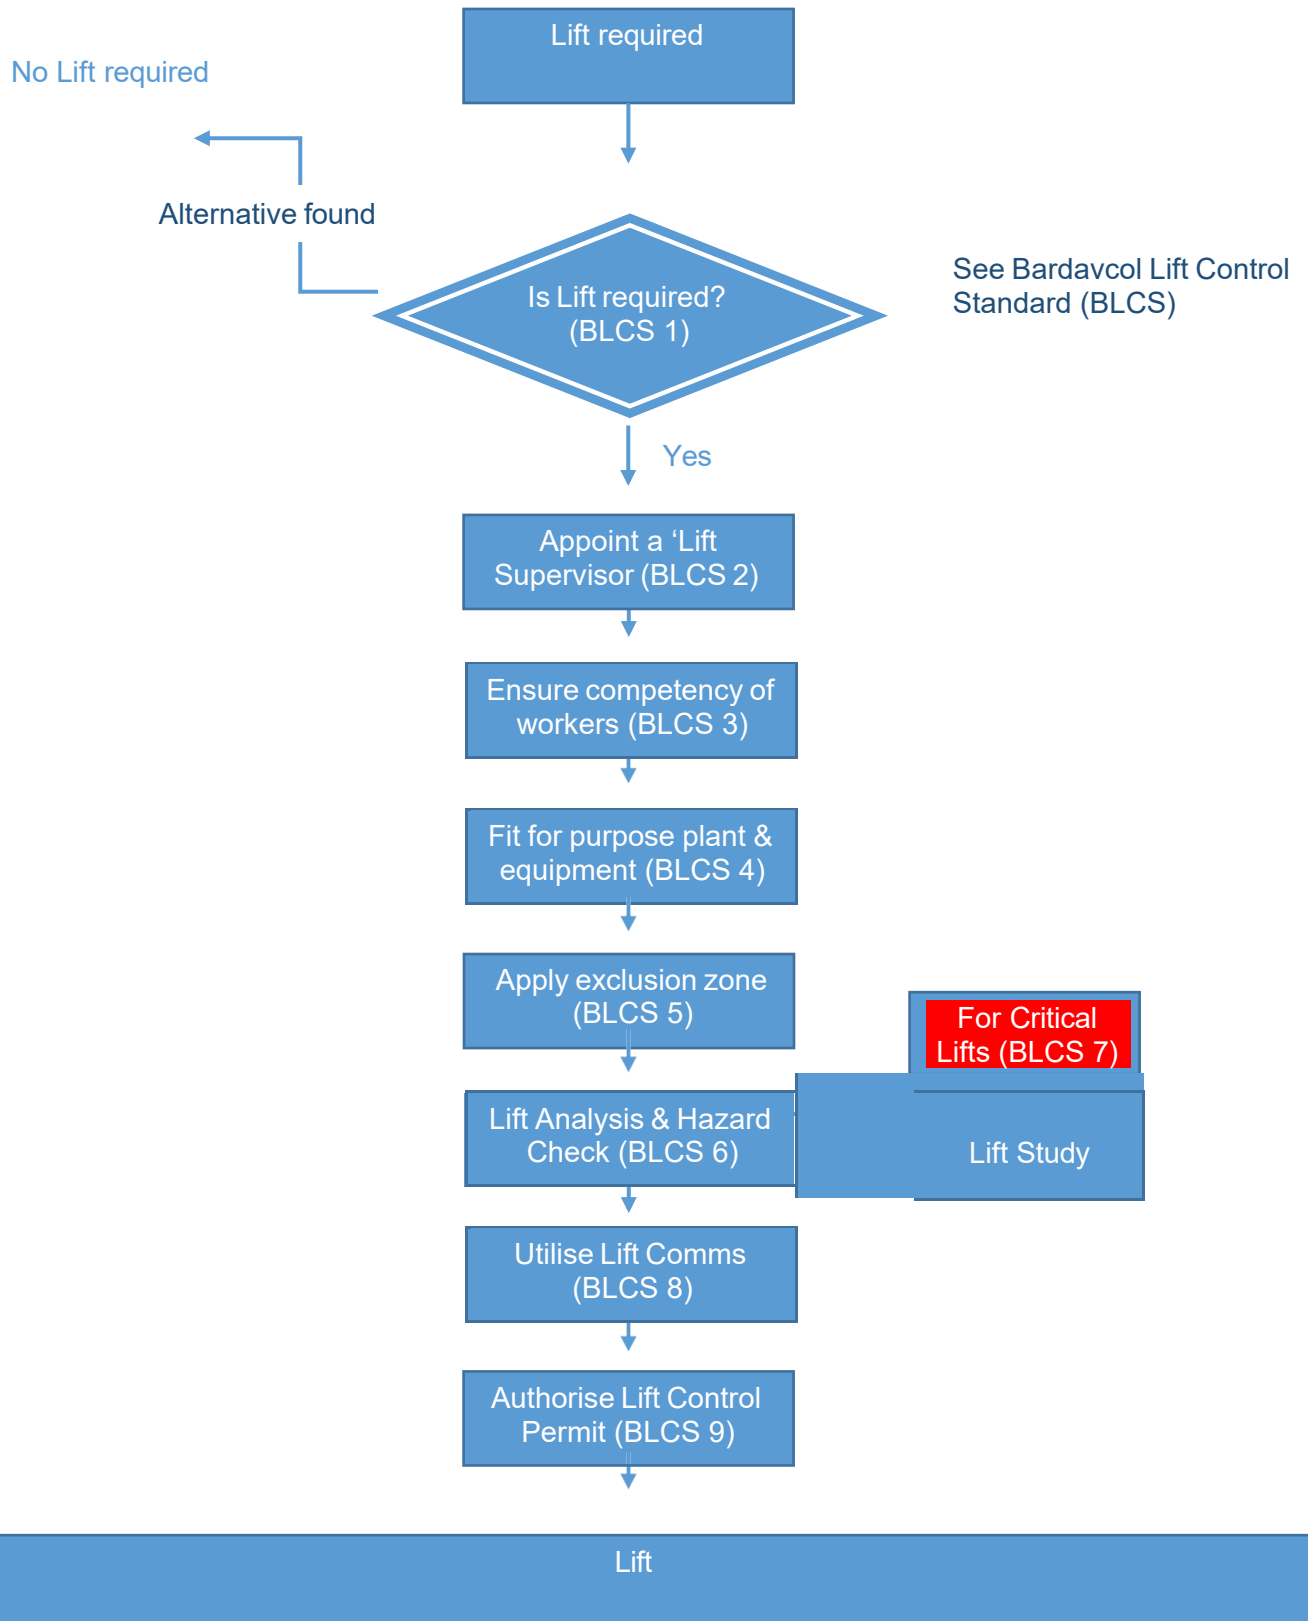 Lift required
No Lift required
Alternative found
Is Lift required?
(BLCS 1)
See Bardavcol Lift Control
Standard (BLCS)
Yes
Appoint a ‘Lift
Supervisor (BLCS 2)
Ensure competency of
workers (BLCS 3)
Fit for purpose plant &
equipment (BLCS 4)
Apply exclusion zone
(BLCS 5)
For Critical
Lifts (BLCS 7)
Lift Analysis & Hazard
Check (BLCS 6)
Lift Study
Utilise Lift Comms
(BLCS 8)
Authorise Lift Control
Permit (BLCS 9)
Lift